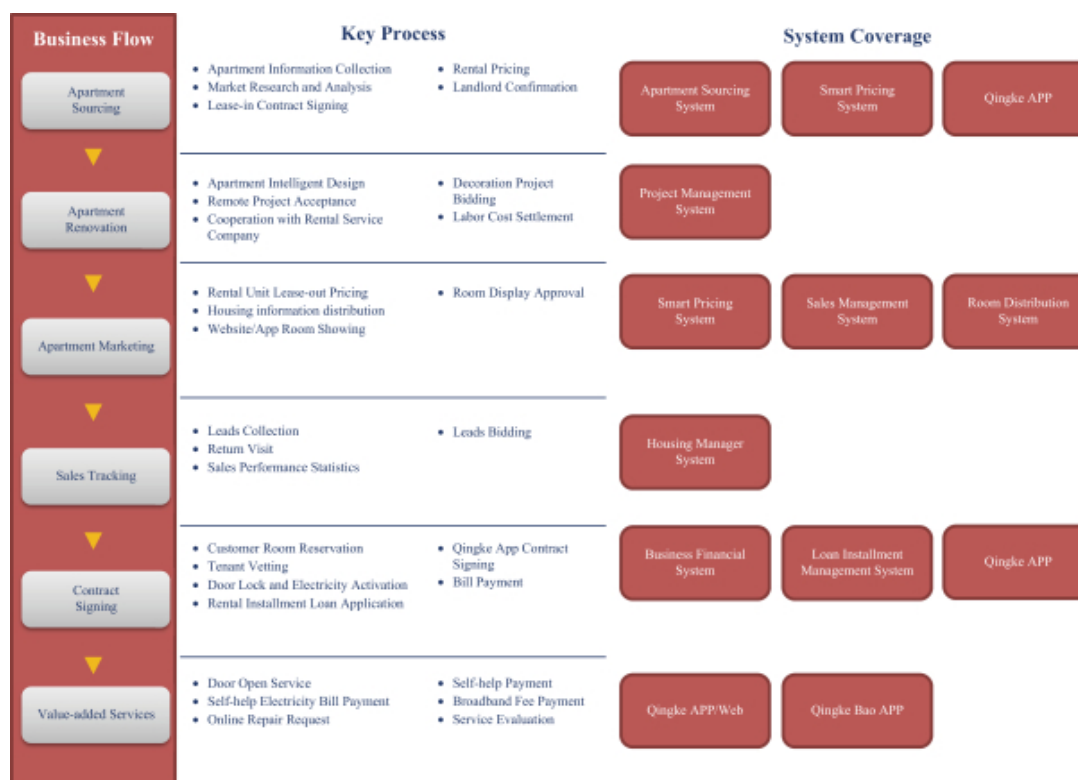 Business Flow
Key Process
System Coverage
Apartment
Sourcing
• Apartment Information Collection
• Market Research and Analysis
• Lease-in Contract Signing
• Rental Pricing
• Landlord Confirmation
Apartment Sourcing
System
Smart Pricing
System
Qingke APP
Apartment
Renovation
• Apartment Intelligent Design
• Remote Project Acceptance
• Cooperation with Rental Service
Company
• Decoration Project
Bidding
• Labor Cost Settlement
Project Management
System
Apartment Marketing
• Rental Unit Lease-out Pricing
• Housing information distribution
• Website/App Room Showing
• Room Display Approval
Smart Pricing
System
Sales Management
System
Room Distribution
System
Sales Tracking
• Leads Collection
• Return Visit
• Sales Performance Statistics
• Leads Bidding
Housing Manager
System
Contract
Signing
• Customer Room Reservation
• Tenant Vetting
• Door Lock and Electricity Activation
• Rental Installment Loan Application
• Qingke App Contract
Signing
• Bill Payment
Business Financial
System
Loan Installment
Management System
Qingke APP
Value-added Services
• Door Open Service
• Self-help Electricity Bill Payment
• Online Repair Request
• Self-help Payment
• Broadband Fee Payment
• Service Evaluation
Qingke APP/Web
Qingke Bao APP